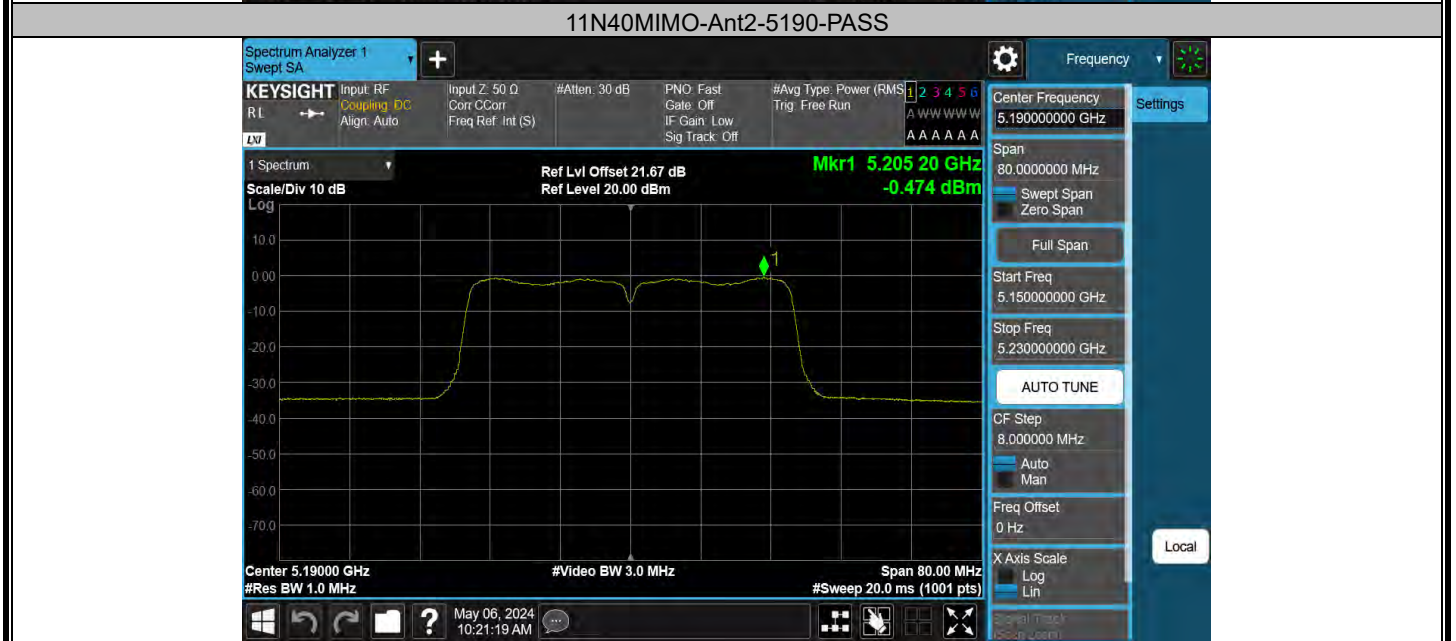 11N40MIMO-Ant2-5190-PASS
Spectrum Analyzer 1
Swept SA
+
Frequency
KEYSIGHT
RL
LXI
Input: RF
Coupling: DC
Align: Auto
Input Z: 50 Ω
Corr CCorr
Freq Ref: Int (S)
#Atten: 30 dB
PNO: Fast
Gate: Off
IF Gain: Low
Sig Track: Off
#Avg Type: Power (RMS
Trig: Free Run
1 2 3 4 5 6
A W W W W W
A A A A A A
1 Spectrum
Scale/Div 10 dB
Log
Ref Lvl Offset 21.67 dB
Ref Level 20.00 dBm
Mkr1 5.205 20 GHz
-0.474 dBm
1
10.0
0.00
-10.0
-20.0
-30.0
-40.0
-50.0
-60.0
-70.0
Center 5.19000 GHz
#Res BW 1.0 MHz
#Video BW 3.0 MHz
Span 80.00 MHz
#Sweep 20.0 ms (1001 pts)
?
May 06, 2024
10:21:19 AM
Center Frequency
5.190000000 GHz
Settings
Span
80.0000000 MHz
Swept Span
Zero Span
Full Span
Start Freq
5.150000000 GHz
Stop Freq
5.230000000 GHz
AUTO TUNE
CF Step
8.000000 MHz
Auto
Man
Freq Offset
0 Hz
X Axis Scale
Log
Lin
Local